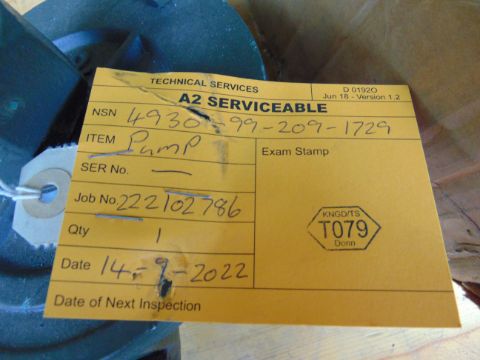 TECHNICAL SERVICES
D 0192O
Jun 18 - Version 1.2
A2 SERVICEABLE
NSN 4930-99-209-1729
ITEM Pump
Exam Stamp
SER No. —
Job No. 222102786
KNGD/TS
T079
Donn
Qty 1
Date 14-9-2022
Date of Next Inspection